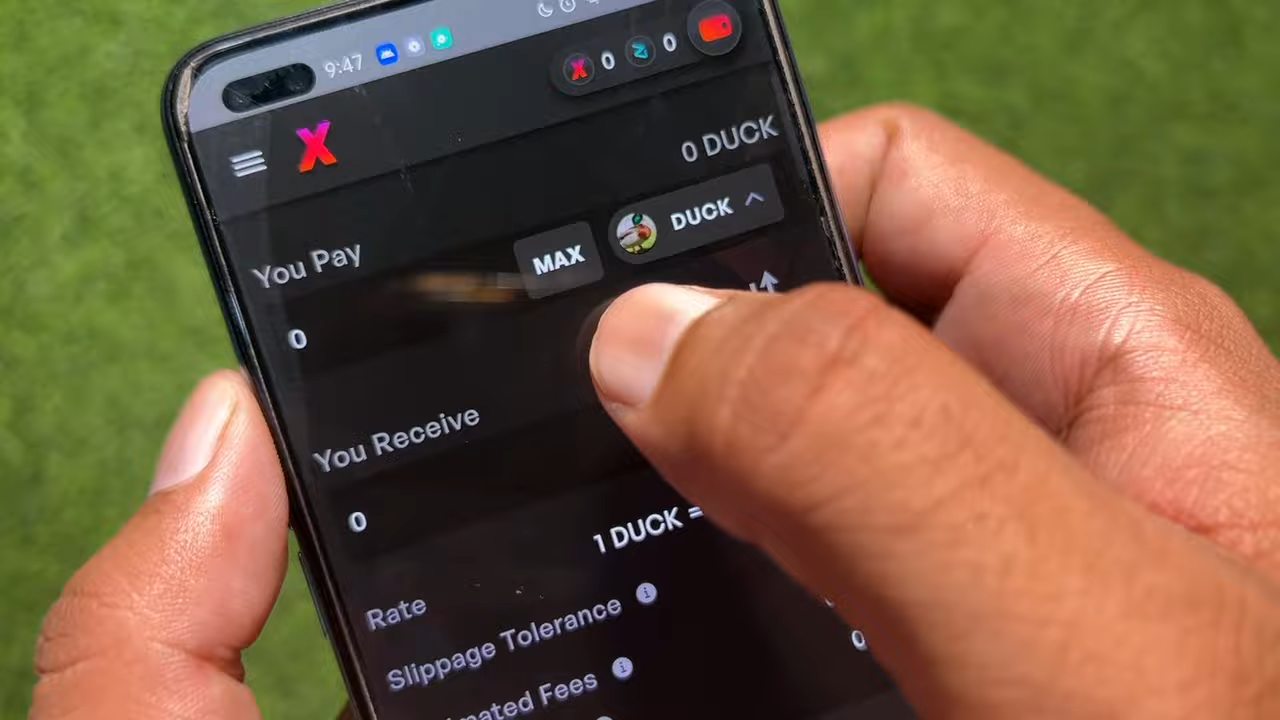 9:47
X 0 0
X
0 DUCK
You Pay
MAX
DUCK
0
You Receive
0
1 DUCK =
Rate
Slippage Tolerance
0
Fees